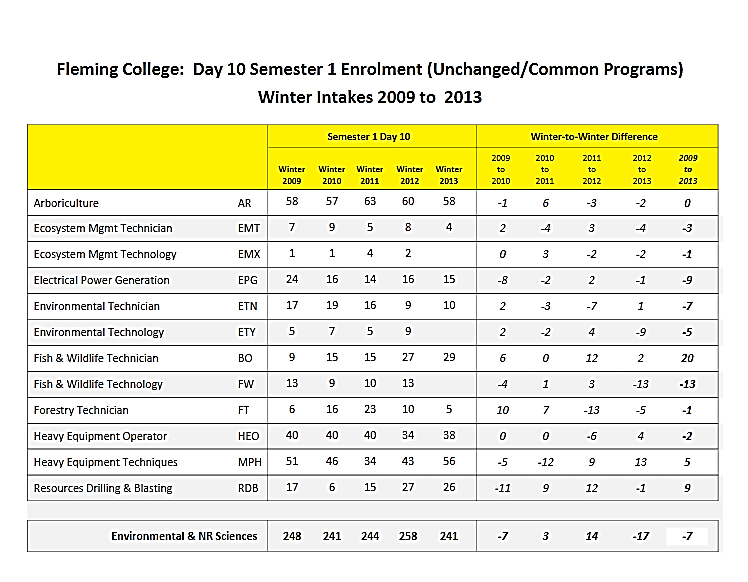 Fleming College: Day 10 Semester 1 Enrolment (Unchanged/Common Programs)
Winter Intakes 2009 to 2013
Semester 1 Day 10 Winter-to-Winter Difference
Winter 2009 Winter 2010 Winter 2011 Winter 2012 Winter 2013 2009 to 2010 2010 to 2011 2011 to 2012 2012 to 2013 2009 to 2013
Arboriculture AR 58 57 63 60 58 -1 6 -3 -2 0
Ecosystem Mgmt Technician EMT 7 9 5 8 4 2 -4 3 -4 -3
Ecosystem Mgmt Technology EMX 1 1 4 2 0 3 -2 -2 -1
Electrical Power Generation EPG 24 16 14 16 15 -8 -2 2 -1 -9
Environmental Technician ETN 17 19 16 9 10 2 -3 -7 1 -7
Environmental Technology ETY 5 7 5 9 2 -2 4 -9 -5
Fish & Wildlife Technician BO 9 15 15 27 29 6 0 12 2 20
Fish & Wildlife Technology FW 13 9 10 13 -4 1 3 -13 -13
Forestry Technician FT 6 16 23 10 5 10 7 -13 -5 -1
Heavy Equipment Operator HEO 40 40 40 34 38 0 0 -6 4 -2
Heavy Equipment Techniques MPH 51 46 34 43 56 -5 -12 9 13 5
Resources Drilling & Blasting RDB 17 6 15 27 26 -11 9 12 -1 9
Environmental & NR Sciences 248 241 244 258 241 -7 3 14 -17 -7